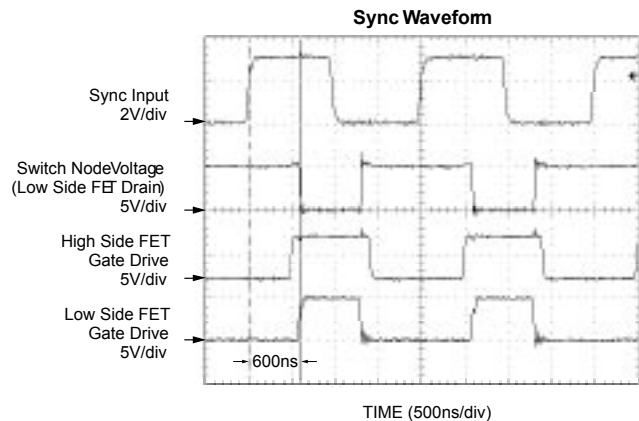 Sync Waveform
Sync Input
2V/div
Switch NodeVoltage
(Low Side FET Drain)
5V/div
High Side FET
Gate Drive
5V/div
Low Side FET
Gate Drive
5V/div
600ns
TIME (500ns/div)